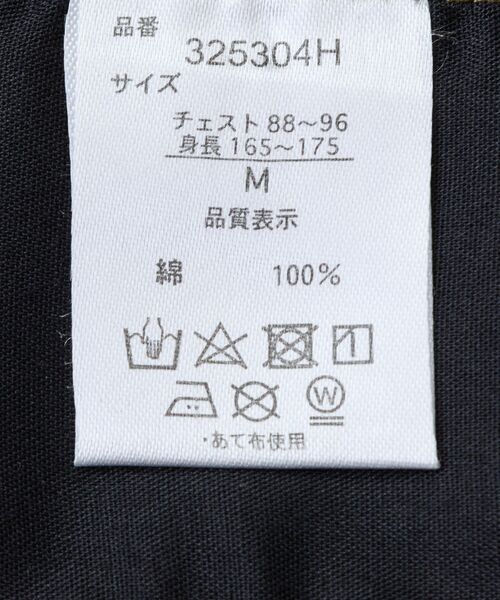 品番
325304H
サイズ
チェスト 88～96
身長 165～175
M
品質表示
綿 100%
W
・あて布使用